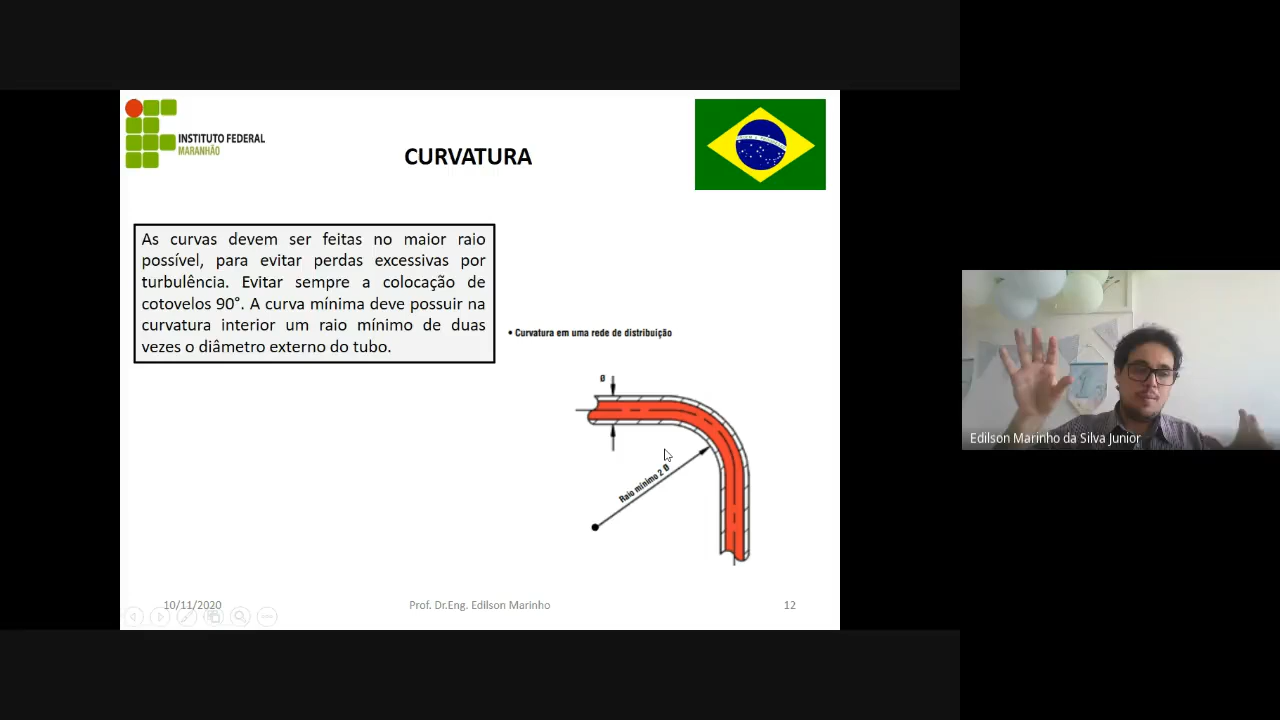 INSTITUTO FEDERAL
MARANHÃO
CURVATURA
As curvas devem ser feitas no maior raio
possível, para evitar perdas excessivas por
turbulência. Evitar sempre a colocação de
cotovelos 90°. A curva mínima deve possuir na
curvatura interior um raio mínimo de duas
vezes o diâmetro externo do tubo.
• Curvatura em uma rede de distribuição
ø
Raio mínimo 2 ø
Edilson Marinho da Silva Junior
10/11/2020
Prof. Dr.Eng. Edilson Marinho
12